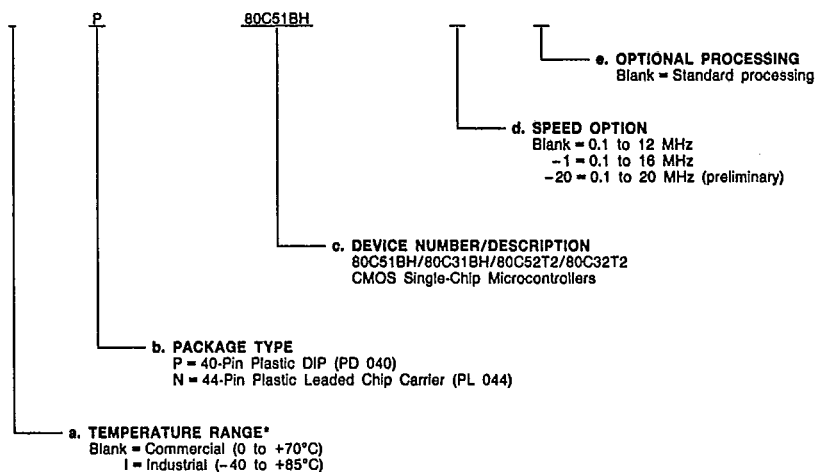 P 80C51BH
e. OPTIONAL PROCESSING
Blank = Standard processing
d. SPEED OPTION
Blank = 0.1 to 12 MHz
-1 = 0.1 to 16 MHz
-20 = 0.1 to 20 MHz (preliminary)
c. DEVICE NUMBER/DESCRIPTION
80C51BH/80C31BH/80C52T2/80C32T2
CMOS Single-Chip Microcontrollers
b. PACKAGE TYPE
P = 40-Pin Plastic DIP (PD 040)
N = 44-Pin Plastic Leaded Chip Carrier (PL 044)
a. TEMPERATURE RANGE*
Blank = Commercial (0 to +70°C)
I = Industrial (-40 to +85°C)